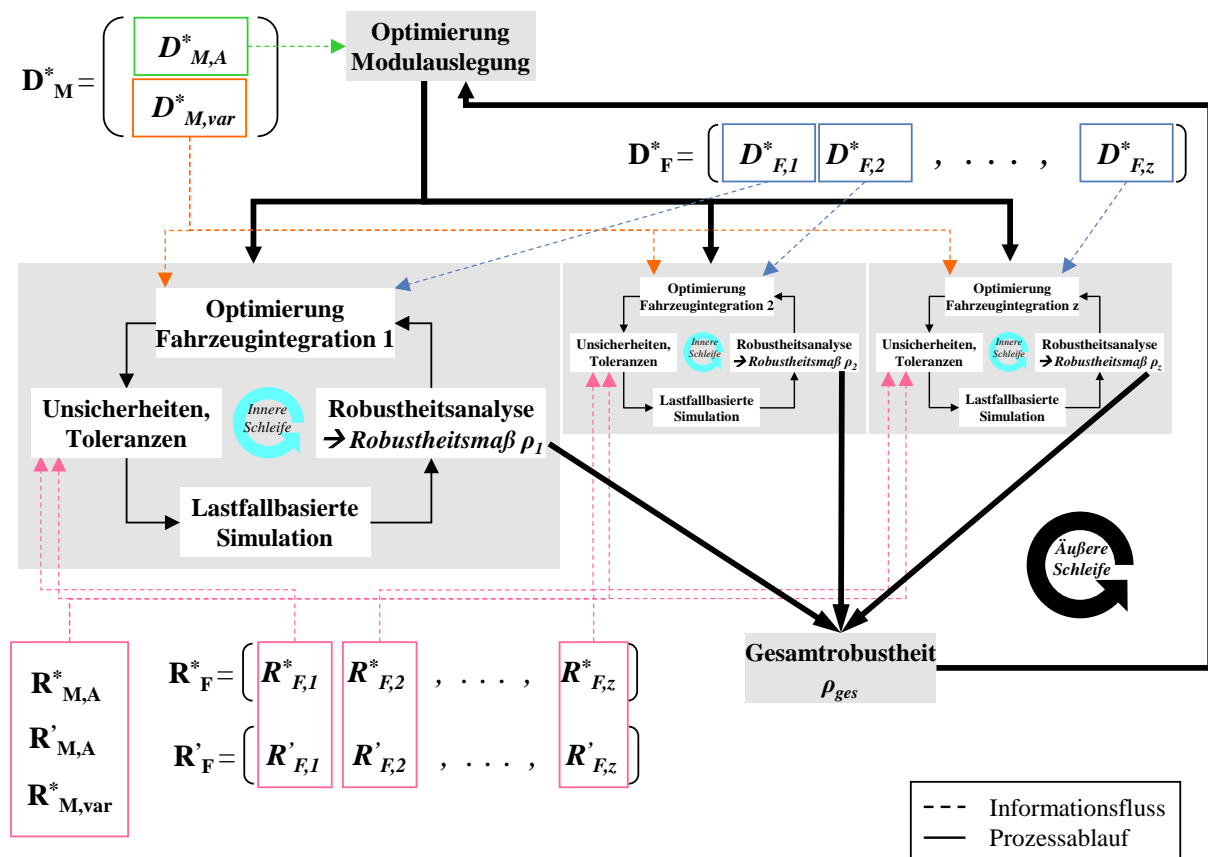 D*M = ( D*M,A
D*M,var )
Optimierung
Modulauslegung
D*F = ( D*F,1 D*F,2 , . . . . , D*F,z )
Optimierung
Fahrzeugintegration 1
Unsicherheiten,
Toleranzen
Innere
Schleife
Robustheitsanalyse
→ Robustheitsmaß ρ1
Lastfallbasierte
Simulation
Optimierung
Fahrzeugintegration 2
Unsicherheiten,
Toleranzen
Innere
Schleife
Robustheitsanalyse
→ Robustheitsmaß ρ2
Lastfallbasierte
Simulation
Optimierung
Fahrzeugintegration z
Unsicherheiten,
Toleranzen
Innere
Schleife
Robustheitsanalyse
→ Robustheitsmaß ρz
Lastfallbasierte
Simulation
Äußere
Schleife
Gesamtrobustheit
ρges
R*M,A
R’M,A
R*M,var
R*F = ( R*F,1 R*F,2 , . . . . , R*F,z )
R’F = ( R’F,1 R’F,2 , . . . . , R’F,z )
Informationsfluss
Prozessablauf